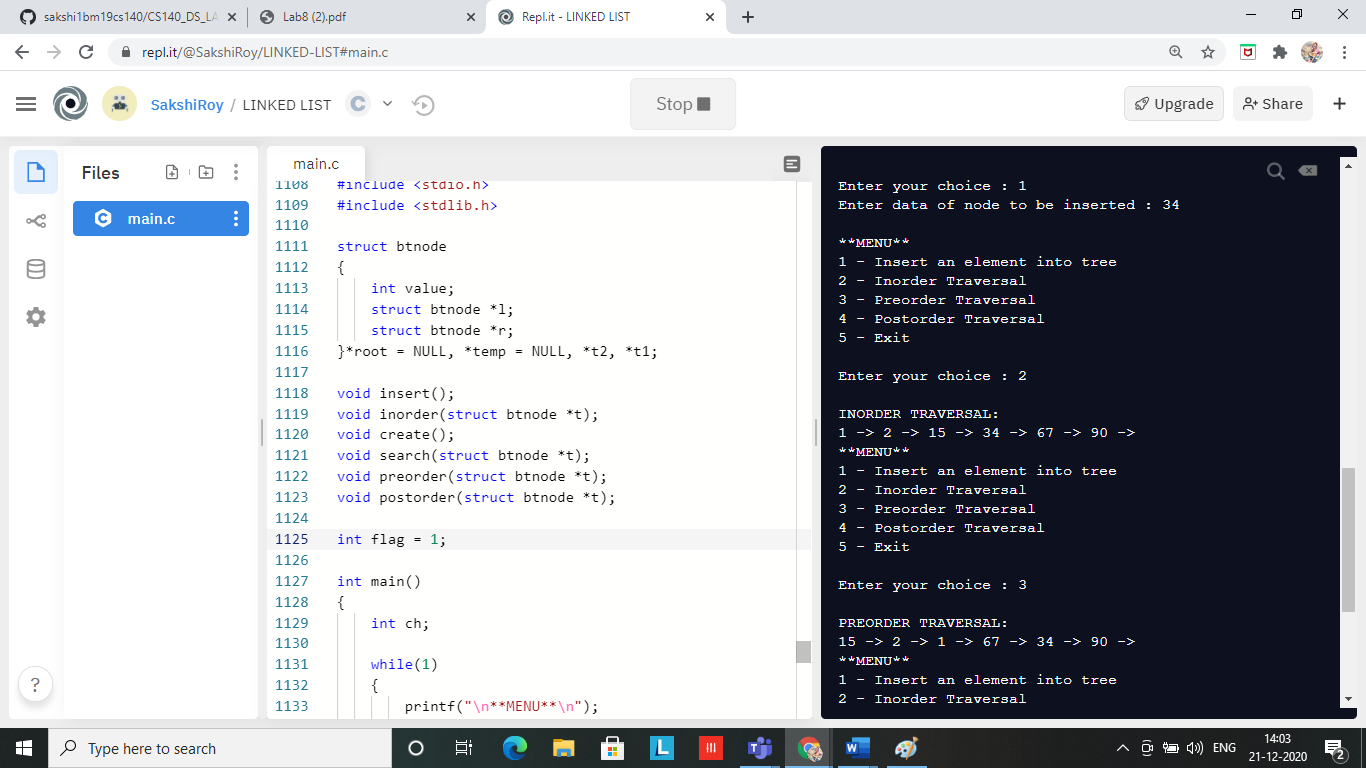 sakshi1bm19cs140/CS140_DS_LA
Lab8 (2).pdf
Repl.it - LINKED LIST
repl.it/@SakshiRoy/LINKED-LIST#main.c
SakshiRoy / LINKED LIST C
Stop
Upgrade
Share
Files
main.c
main.c
1108 #include <stdio.h>
1109 #include <stdlib.h>
1110
1111 struct btnode
1112 {
1113 int value;
1114 struct btnode *l;
1115 struct btnode *r;
1116 }*root = NULL, *temp = NULL, *t2, *t1;
1117
1118 void insert();
1119 void inorder(struct btnode *t);
1120 void create();
1121 void search(struct btnode *t);
1122 void preorder(struct btnode *t);
1123 void postorder(struct btnode *t);
1124
1125 int flag = 1;
1126
1127 int main()
1128 {
1129 int ch;
1130
1131 while(1)
1132 {
1133 printf("\n**MENU**\n");
Enter your choice : 1
Enter data of node to be inserted : 34
**MENU**
1 - Insert an element into tree
2 - Inorder Traversal
3 - Preorder Traversal
4 - Postorder Traversal
5 - Exit
Enter your choice : 2
INORDER TRAVERSAL:
1 -> 2 -> 15 -> 34 -> 67 -> 90 ->
**MENU**
1 - Insert an element into tree
2 - Inorder Traversal
3 - Preorder Traversal
4 - Postorder Traversal
5 - Exit
Enter your choice : 3
PREORDER TRAVERSAL:
15 -> 2 -> 1 -> 67 -> 34 -> 90 ->
**MENU**
1 - Insert an element into tree
2 - Inorder Traversal
?
Type here to search
ENG
14:03
21-12-2020
2